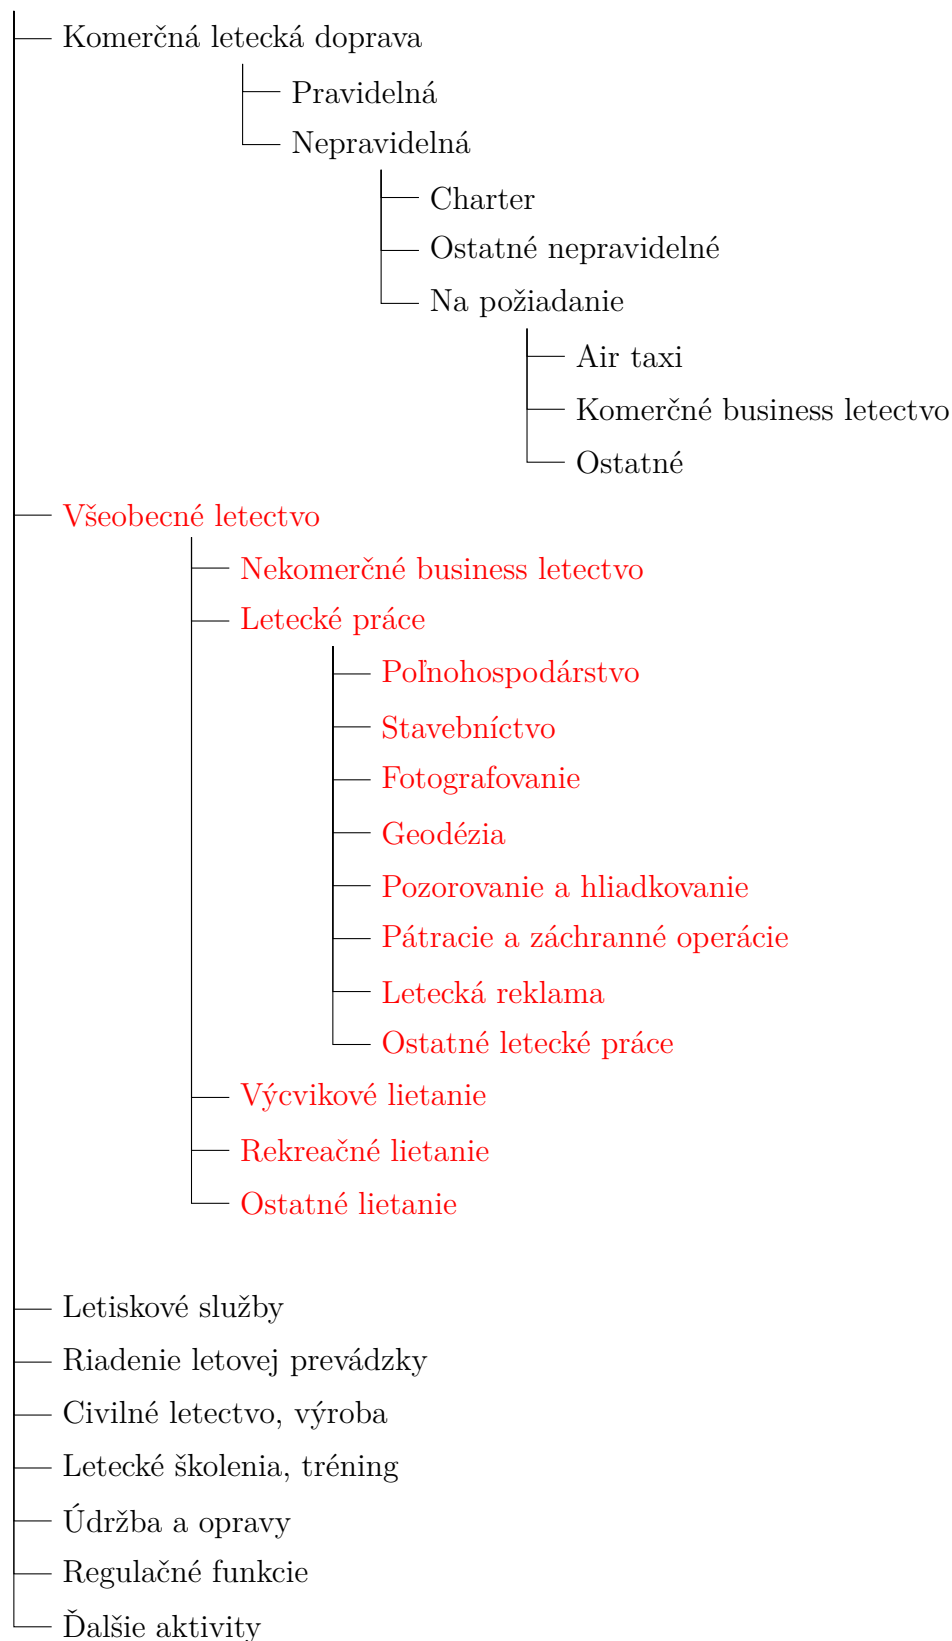 Komerčná letecká doprava
Pravidelná
Nepravidelná
Charter
Ostatné nepravidelné
Na požiadanie
Air taxi
Komerčné business letectvo
Ostatné
Všeobecné letectvo
Nekomerčné business letectvo
Letecké práce
Poľnohospodárstvo
Stavebníctvo
Fotografovanie
Geodézia
Pozorovanie a hliadkovanie
Pátracie a záchranné operácie
Letecká reklama
Ostatné letecké práce
Výcvikové lietanie
Rekreačné lietanie
Ostatné lietanie
Letiskové služby
Riadenie letovej prevádzky
Civilné letectvo, výroba
Letecké školenia, tréning
Údržba a opravy
Regulačné funkcie
Ďalšie aktivity